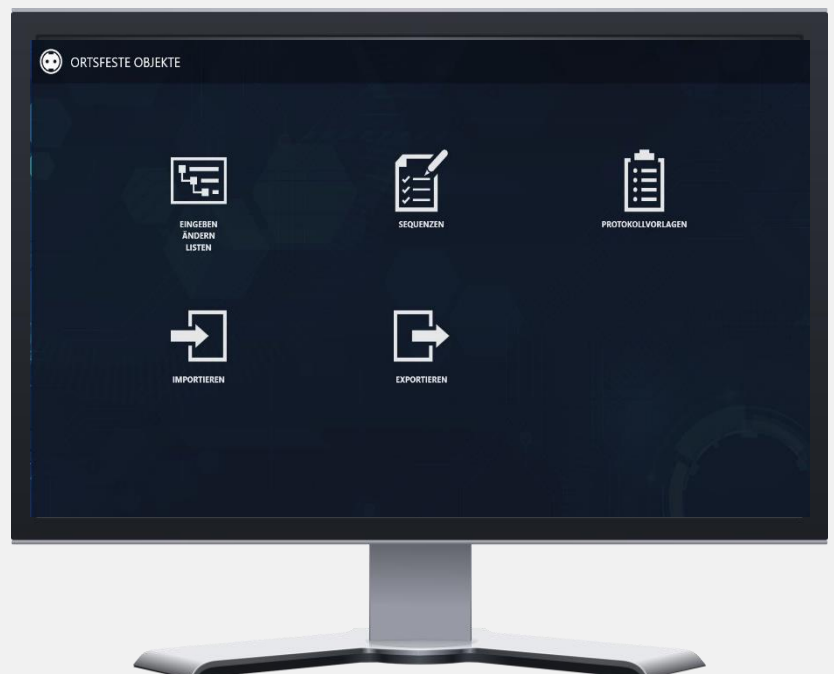 ORTSFESTE OBJEKTE
EINGEBEN
ÄNDERN
LISTEN
SEQUENZEN
PROTOKOLLVORLAGEN
IMPORTIEREN
EXPORTIEREN